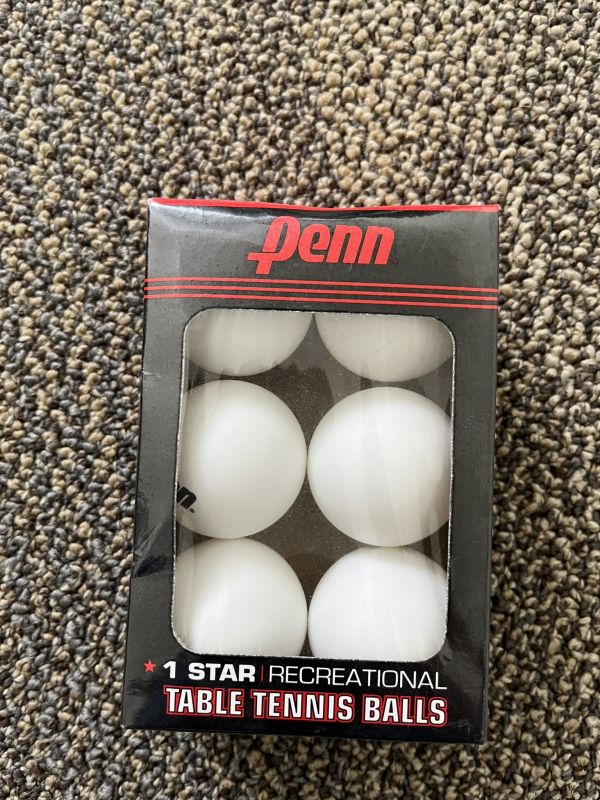 Penn
n.
★ 1 STAR | RECREATIONAL
TABLE TENNIS BALLS